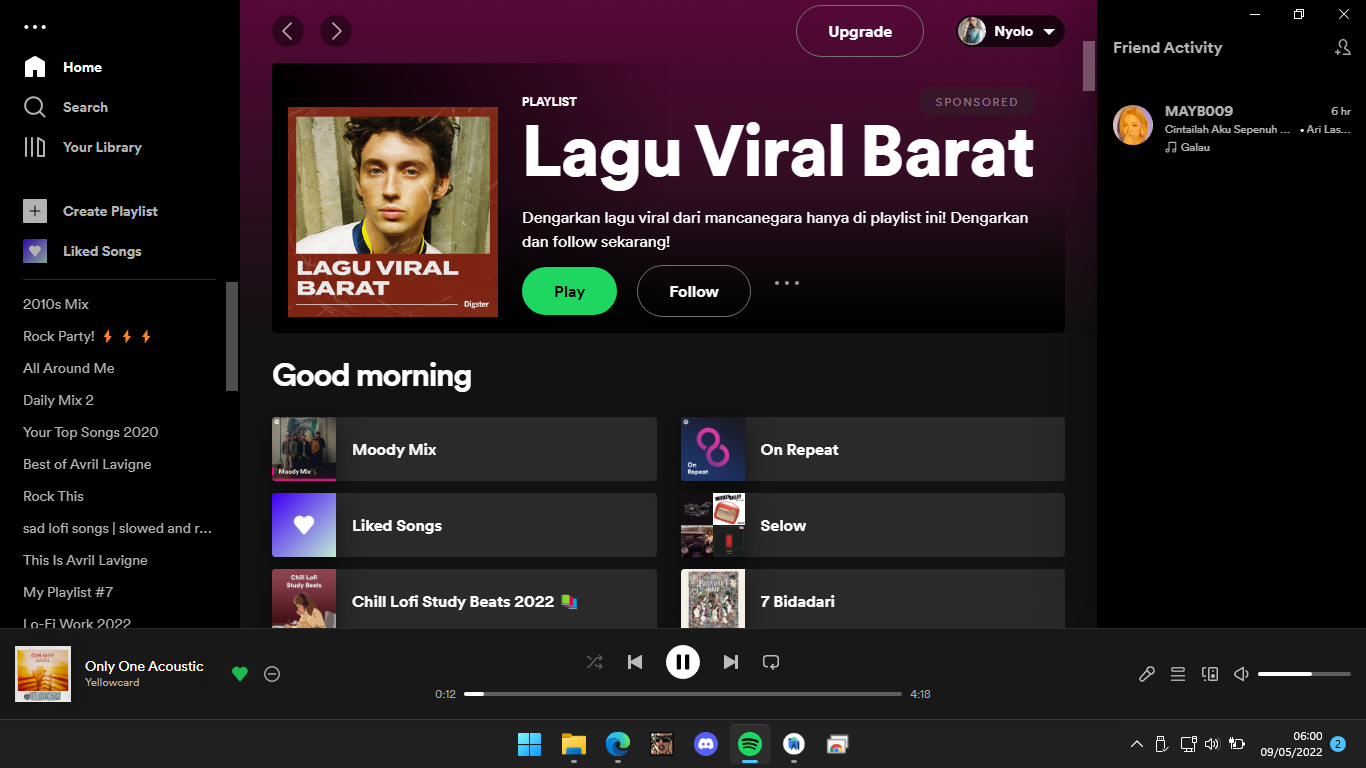 Home
Search
Your Library
Create Playlist
Liked Songs
2010s Mix
Rock Party!
All Around Me
Daily Mix 2
Your Top Songs 2020
Best of Avril Lavigne
Rock This
sad lofi songs | slowed and r...
This Is Avril Lavigne
My Playlist #7
Lo-Fi Work 2022
Upgrade
Nyolo
SPONSORED
PLAYLIST
Lagu Viral Barat
Dengarkan lagu viral dari mancanegara hanya di playlist ini! Dengarkan
dan follow sekarang!
Play
Follow
LAGU VIRAL
BARAT
Digster
Good morning
Moody Mix
Moody Mix
On
Repeat
On Repeat
Liked Songs
Selow
Chill Lofi
Study Beats
Chill Lofi Study Beats 2022
7 Bidadari
Friend Activity
MAYB009
6 hr
Cintailah Aku Sepenuh ... • Ari Las...
Galau
Only One Acoustic
Yellowcard
0:12
4:18
06:00
09/05/2022
2